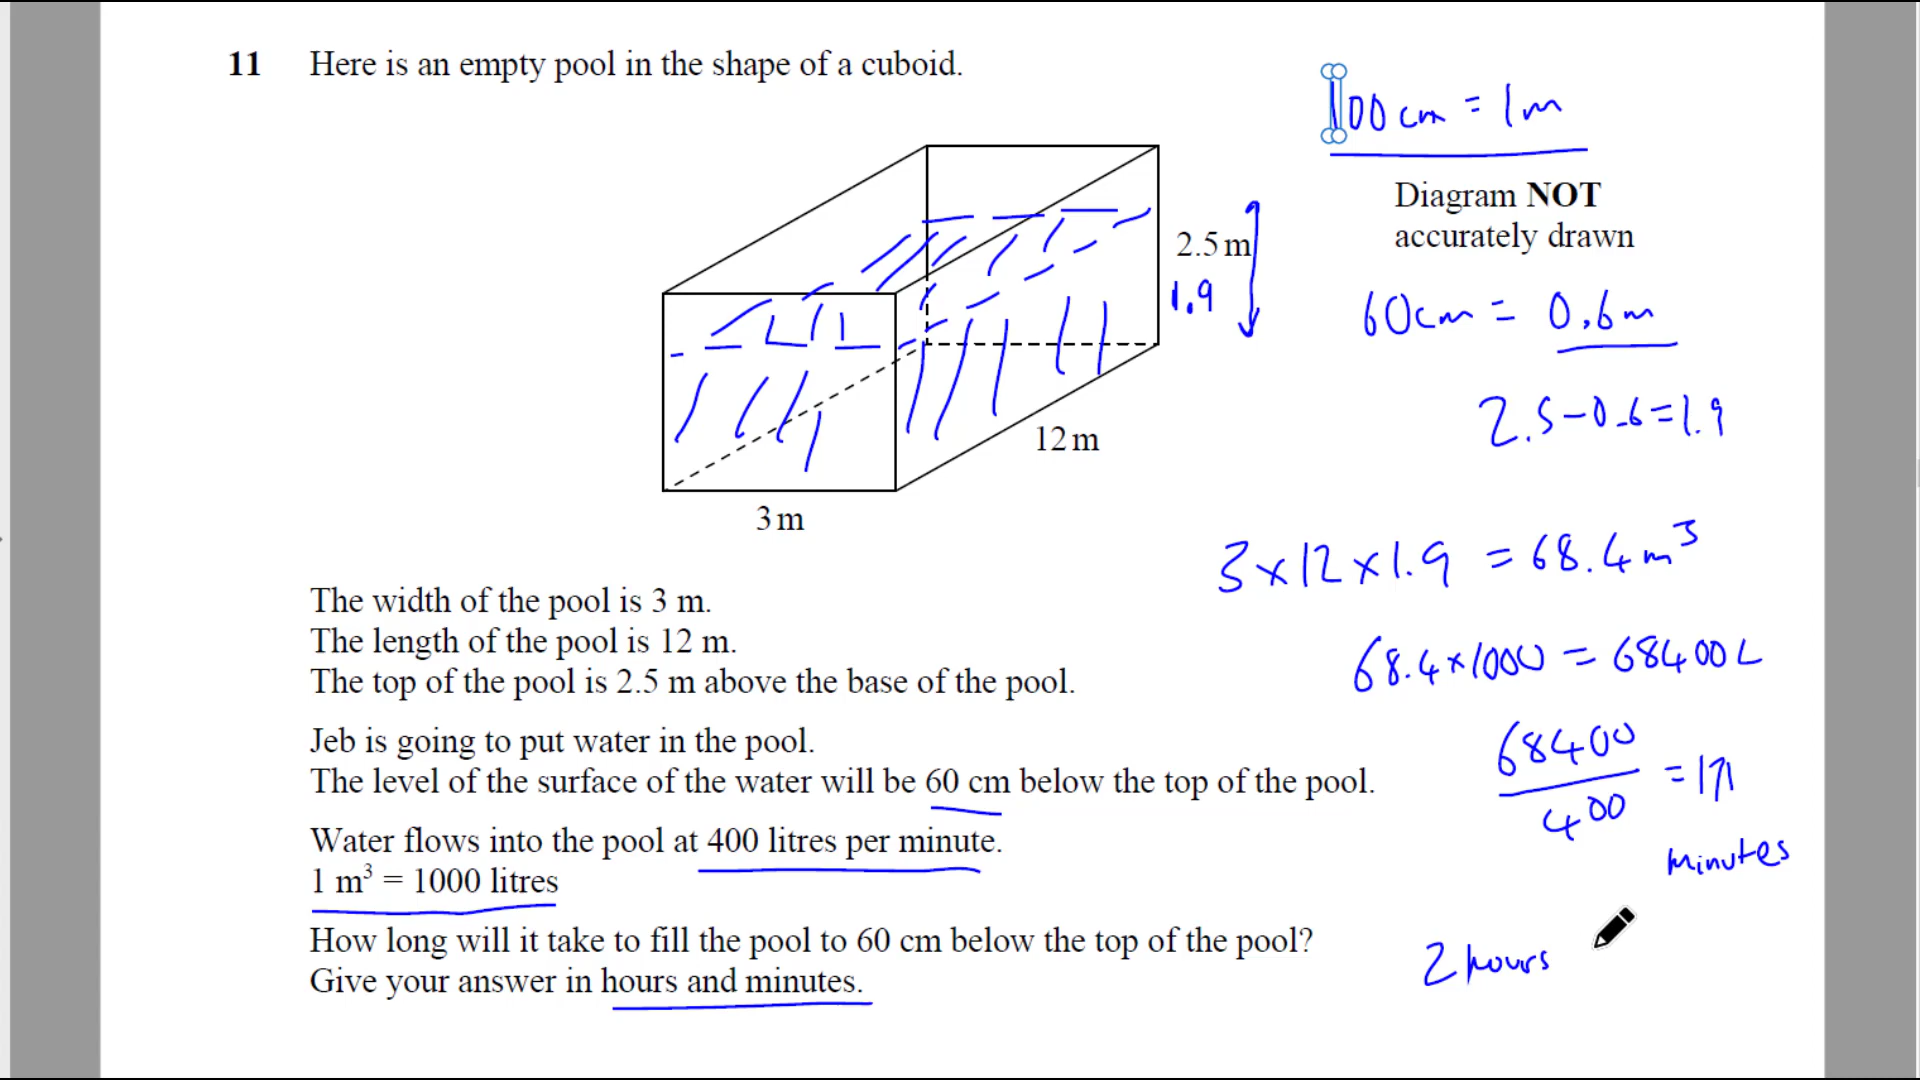 11 Here is an empty pool in the shape of a cuboid.
100 cm = 1m
Diagram NOT
accurately drawn
2.5 m
1.9
60cm = 0.6m
2.5-0.6=1.9
12 m
3 m
3 x 12 x 1.9 = 68.4 m³
The width of the pool is 3 m.
The length of the pool is 12 m.
The top of the pool is 2.5 m above the base of the pool.
68.4 x 1000 = 68400 L
Jeb is going to put water in the pool.
The level of the surface of the water will be 60 cm below the top of the pool.
68400
400
= 171
minutes
Water flows into the pool at 400 litres per minute.
1 m³ = 1000 litres
How long will it take to fill the pool to 60 cm below the top of the pool?
Give your answer in hours and minutes.
2 hours